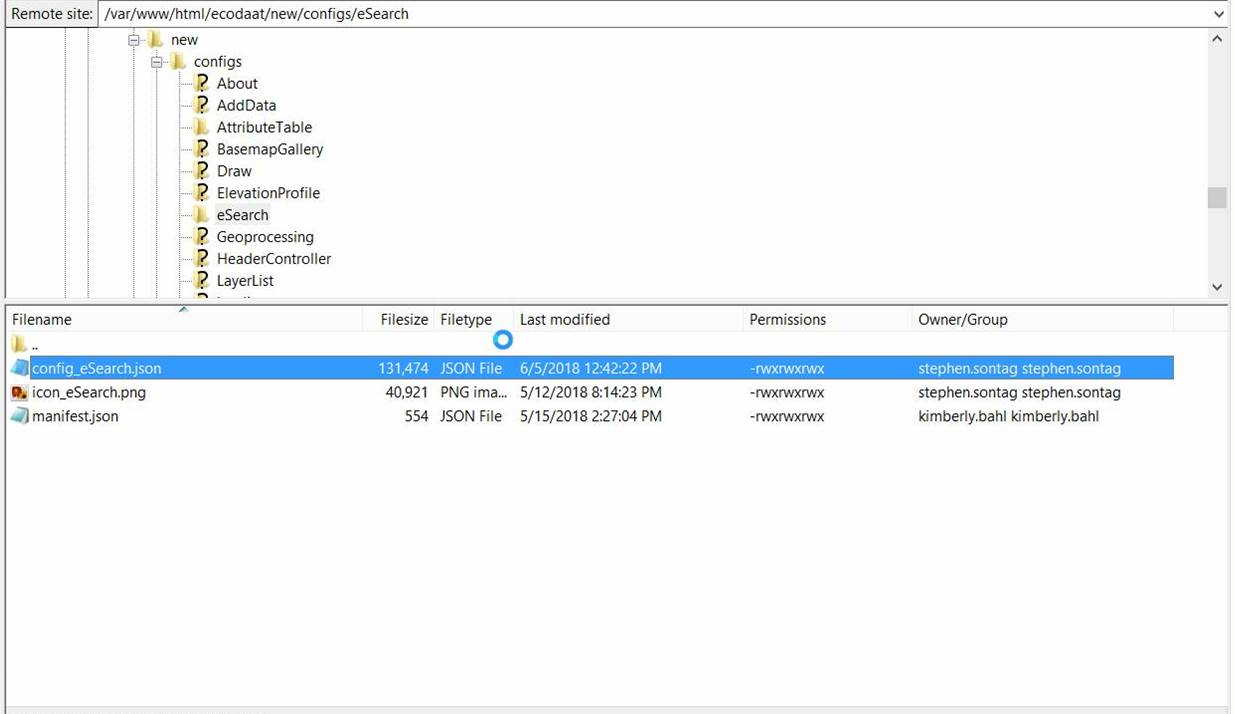 Remote site: /var/www/html/ecodaat/new/configs/eSearch
new
configs
About
AddData
AttributeTable
BasemapGallery
Draw
ElevationProfile
eSearch
Geoprocessing
HeaderController
LayerList
Filename Filesize Filetype Last modified Permissions Owner/Group
..
config_eSearch.json 131,474 JSON File 6/5/2018 12:42:22 PM -rwxrwxrwx stephen.sontag stephen.sontag
icon_eSearch.png 40,921 PNG ima... 5/12/2018 8:14:23 PM -rwxrwxrwx stephen.sontag stephen.sontag
manifest.json 554 JSON File 5/15/2018 2:27:04 PM -rwxrwxrwx kimberly.bahl kimberly.bahl